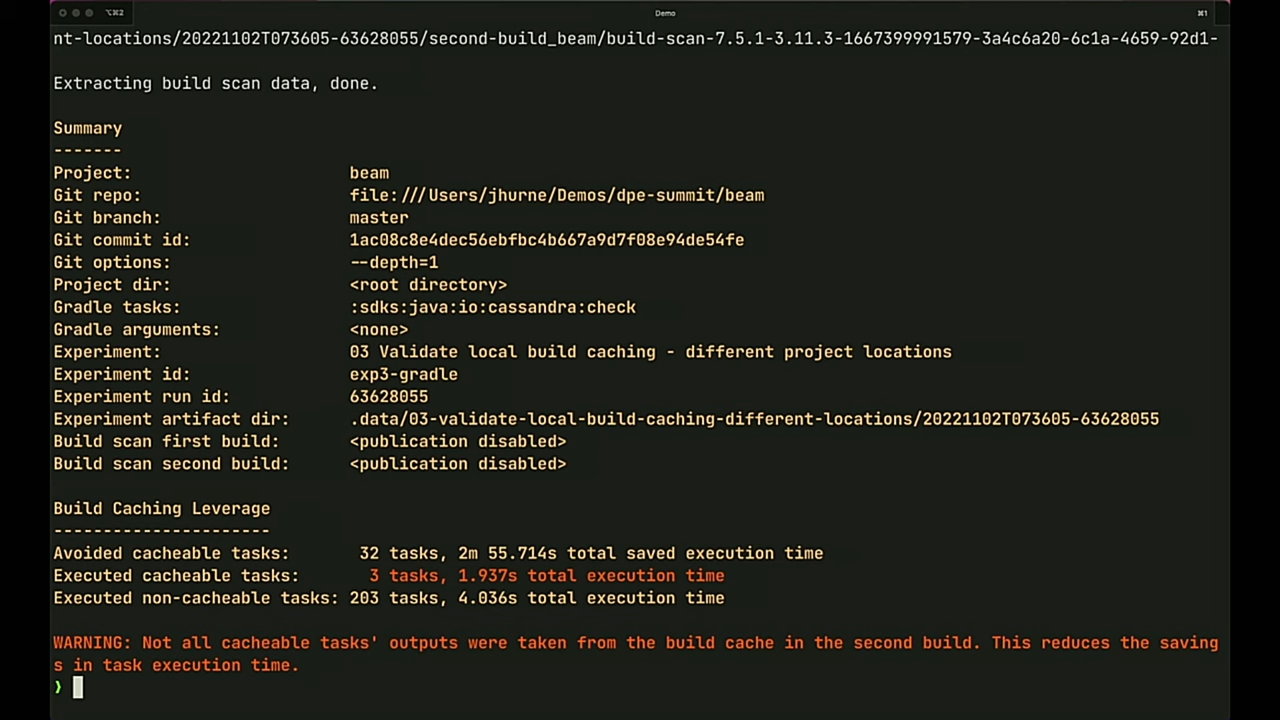 ⌥⌘2 Demo ⌘1
nt-locations/20221102T073605-63628055/second-build_beam/build-scan-7.5.1-3.11.3-1667399991579-3a4c6a20-6c1a-4659-92d1-
Extracting build scan data, done.
Summary
-------
Project: beam
Git repo: file:///Users/jhurne/Demos/dpe-summit/beam
Git branch: master
Git commit id: 1ac08c8e4dec56ebfbc4b667a9d7f08e94de54fe
Git options: --depth=1
Project dir: <root directory>
Gradle tasks: :sdks:java:io:cassandra:check
Gradle arguments: <none>
Experiment: 03 Validate local build caching - different project locations
Experiment id: exp3-gradle
Experiment run id: 63628055
Experiment artifact dir: .data/03-validate-local-build-caching-different-locations/20221102T073605-63628055
Build scan first build: <publication disabled>
Build scan second build: <publication disabled>
Build Caching Leverage
----------------------
Avoided cacheable tasks: 32 tasks, 2m 55.714s total saved execution time
Executed cacheable tasks: 3 tasks, 1.937s total execution time
Executed non-cacheable tasks: 203 tasks, 4.036s total execution time
WARNING: Not all cacheable tasks' outputs were taken from the build cache in the second build. This reduces the saving
s in task execution time.
❯